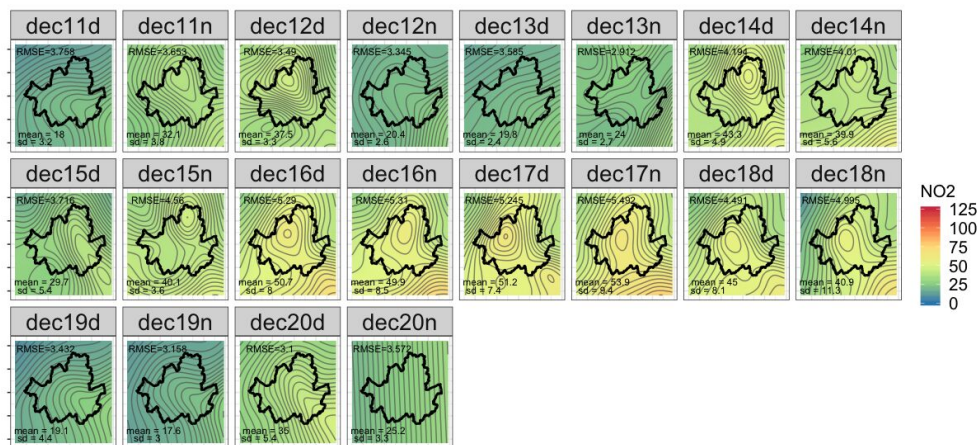 dec11d dec11n dec12d dec12n dec13d dec13n dec14d dec14n
RMSE=3.758 RMSE=3.653 RMSE=3.49 RMSE=3.345 RMSE=3.585 RMSE=2.912 RMSE=4.194 RMSE=4.01
mean = 18 mean = 32.1 mean = 37.5 mean = 20.4 mean = 19.8 mean = 24 mean = 43.3 mean = 39.9
sd = 3.2 sd = 3.8 sd = 3.3 sd = 2.6 sd = 2.4 sd = 2.7 sd = 4.9 sd = 5.6
dec15d dec15n dec16d dec16n dec17d dec17n dec18d dec18n
RMSE=3.716 RMSE=4.56 RMSE=5.29 RMSE=5.31 RMSE=5.245 RMSE=5.492 RMSE=4.491 RMSE=4.995
mean = 29.7 mean = 40.1 mean = 50.7 mean = 49.9 mean = 51.2 mean = 53.9 mean = 45 mean = 40.9
sd = 5.4 sd = 3.6 sd = 8 sd = 8.5 sd = 7.4 sd = 8.4 sd = 8.1 sd = 11.3
NO2
125
100
75
50
25
0
dec19d dec19n dec20d dec20n
RMSE=3.432 RMSE=3.158 RMSE=3.1 RMSE=3.572
mean = 19.1 mean = 17.6 mean = 35 mean = 25.2
sd = 4.4 sd = 3 sd = 5.4 sd = 3.3